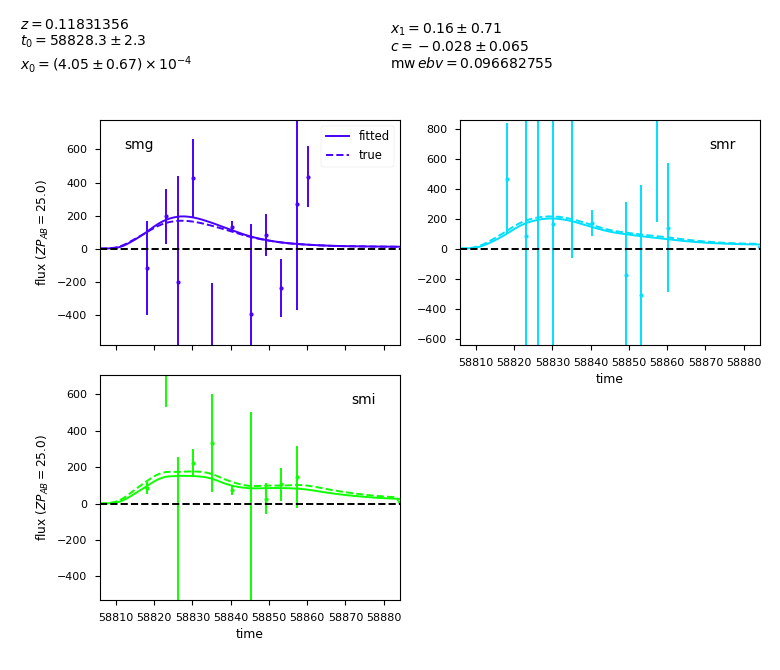 z = 0.11831356
t₀ = 58828.3 ± 2.3
x₀ = (4.05 ± 0.67) × 10⁻⁴
x₁ = 0.16 ± 0.71
c = −0.028 ± 0.065
mw ebv = 0.096682755
smg
fitted
true
600
400
200
0
−200
−400
flux (ZP_AB = 25.0)
smr
800
600
400
200
0
−200
−400
−600
58810 58820 58830 58840 58850 58860 58870 58880
time
smi
600
400
200
0
−200
−400
flux (ZP_AB = 25.0)
58810 58820 58830 58840 58850 58860 58870 58880
time